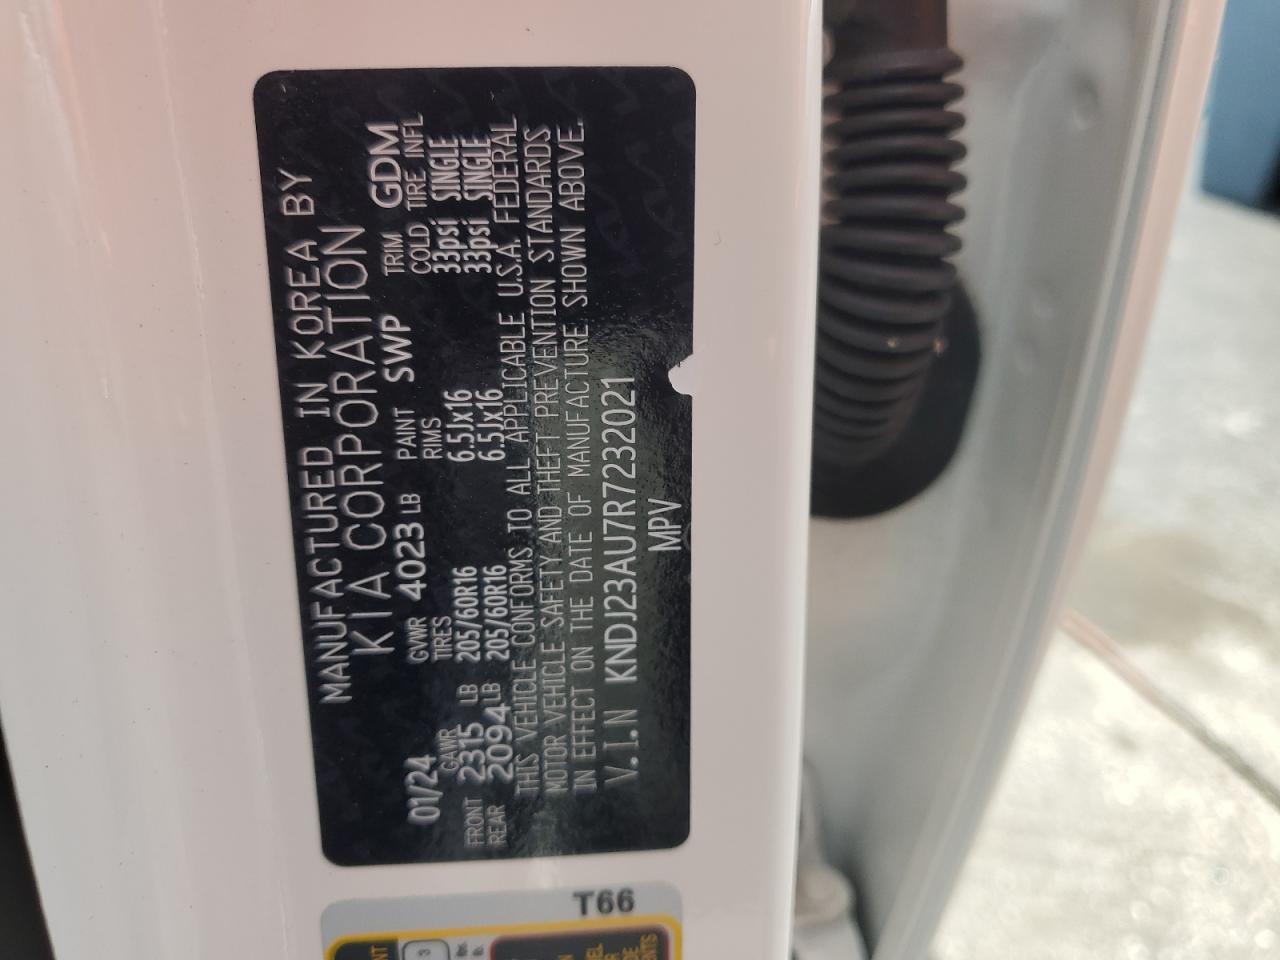 MANUFACTURED IN KOREA BY
KIA CORPORATION
01/24 GVWR 4023 LB PAINT SWP TRIM GDM
GAWR TIRES RIMS COLD TIRE INFL
FRONT 2315 LB 205/60R16 6.5Jx16 33psi SINGLE
REAR 2094 LB 205/60R16 6.5Jx16 33psi SINGLE
THIS VEHICLE CONFORMS TO ALL APPLICABLE U.S.A. FEDERAL
MOTOR VEHICLE SAFETY AND THEFT PREVENTION STANDARDS
IN EFFECT ON THE DATE OF MANUFACTURE SHOWN ABOVE.
V.I.N KNDJ23AU7R7232021
MPV
T66